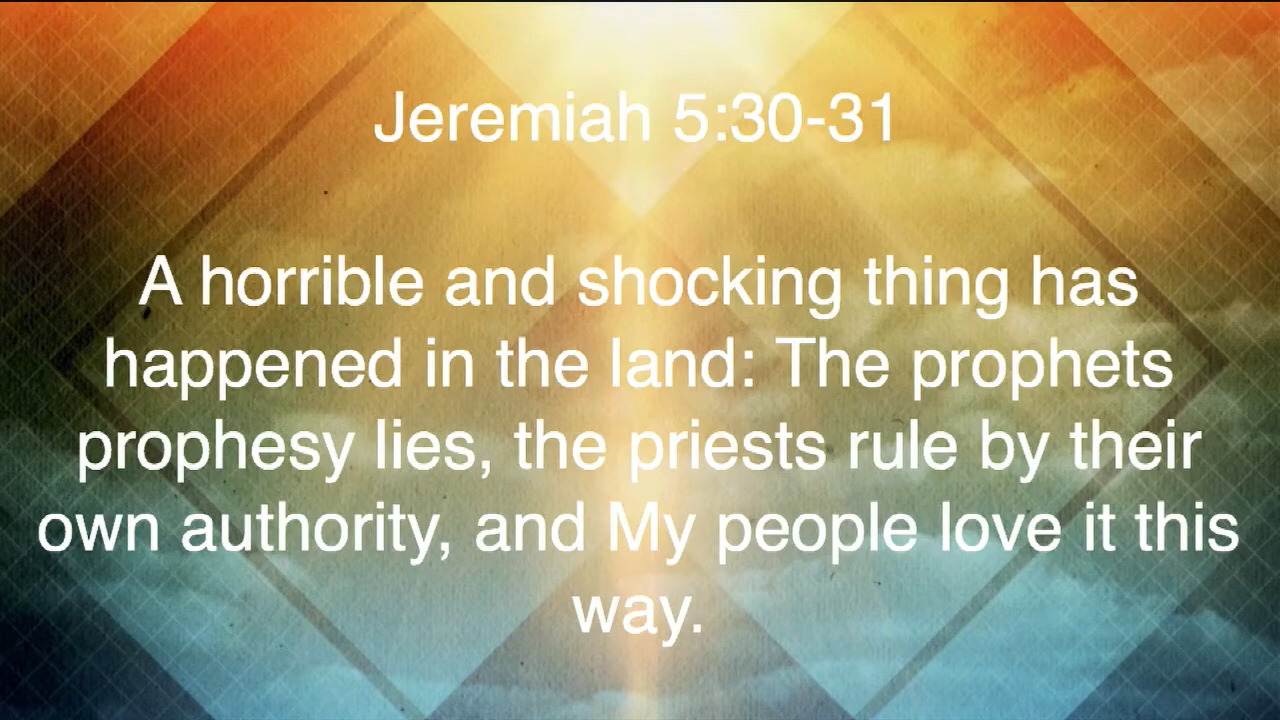 Jeremiah 5:30-31
A horrible and shocking thing has
happened in the land: The prophets
prophesy lies, the priests rule by their
own authority, and My people love it this
way.